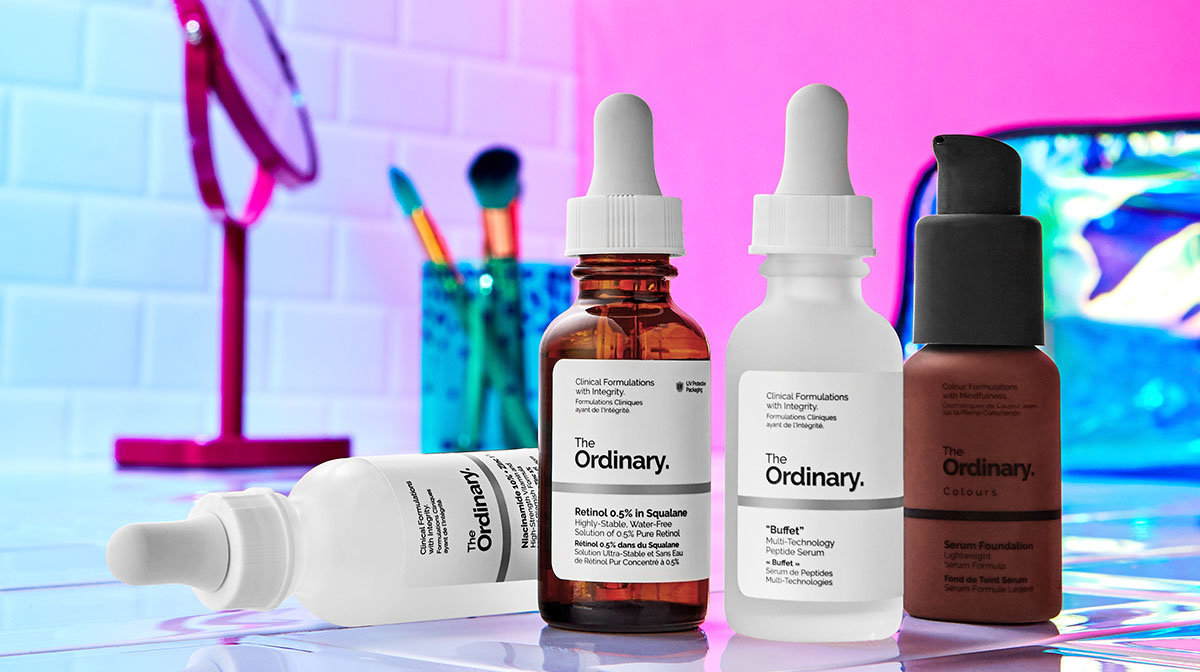 Clinical Formulations
with Integrity.
Formulations Cliniques
ayant de l'Intégrité.
The
Ordinary.
Niacinamide 10% + Zinc 1%
High-Strength Vitamin
Clinical Formulations
with Integrity.
Formulations Cliniques
ayant de l'Intégrité.
UV Protective
Packaging
The
Ordinary.
Retinol 0.5% in Squalane
Highly-Stable, Water-Free
Solution of 0.5% Pure Retinol
Rétinol 0.5% dans du Squalane
Solution Ultra-Stable et Sans Eau
de Rétinol Pur Concentré à 0.5%
Clinical Formulations
with Integrity.
Formulations Cliniques
ayant de l'Intégrité.
The
Ordinary.
"Buffet"
Multi-Technology
Peptide Serum
« Buffet »
Sérum de Peptides
Multi-Technologies
Colour Formulations
with Mindfulness.
The
Ordinary.
Colours
Serum Foundation
Lightweight
Serum Formula
Fond de Teint Sérum
Sérum Formule Légère